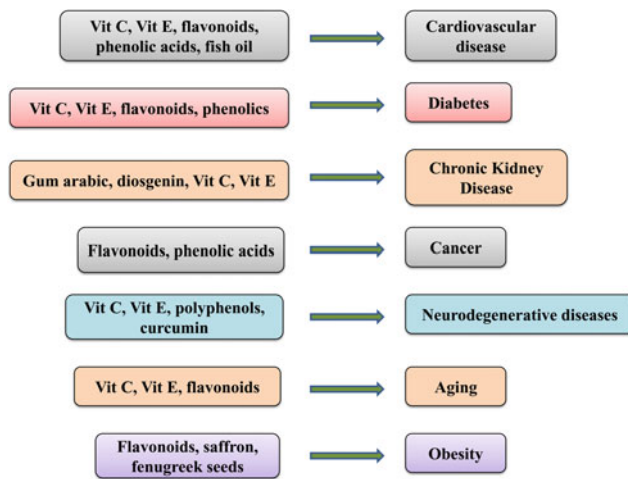 Vit C, Vit E, flavonoids,
phenolic acids, fish oil
Cardiovascular
disease
Vit C, Vit E, flavonoids, phenolics
Diabetes
Gum arabic, diosgenin, Vit C, Vit E
Chronic Kidney
Disease
Flavonoids, phenolic acids
Cancer
Vit C, Vit E, polyphenols,
curcumin
Neurodegenerative diseases
Vit C, Vit E, flavonoids
Aging
Flavonoids, saffron,
fenugreek seeds
Obesity